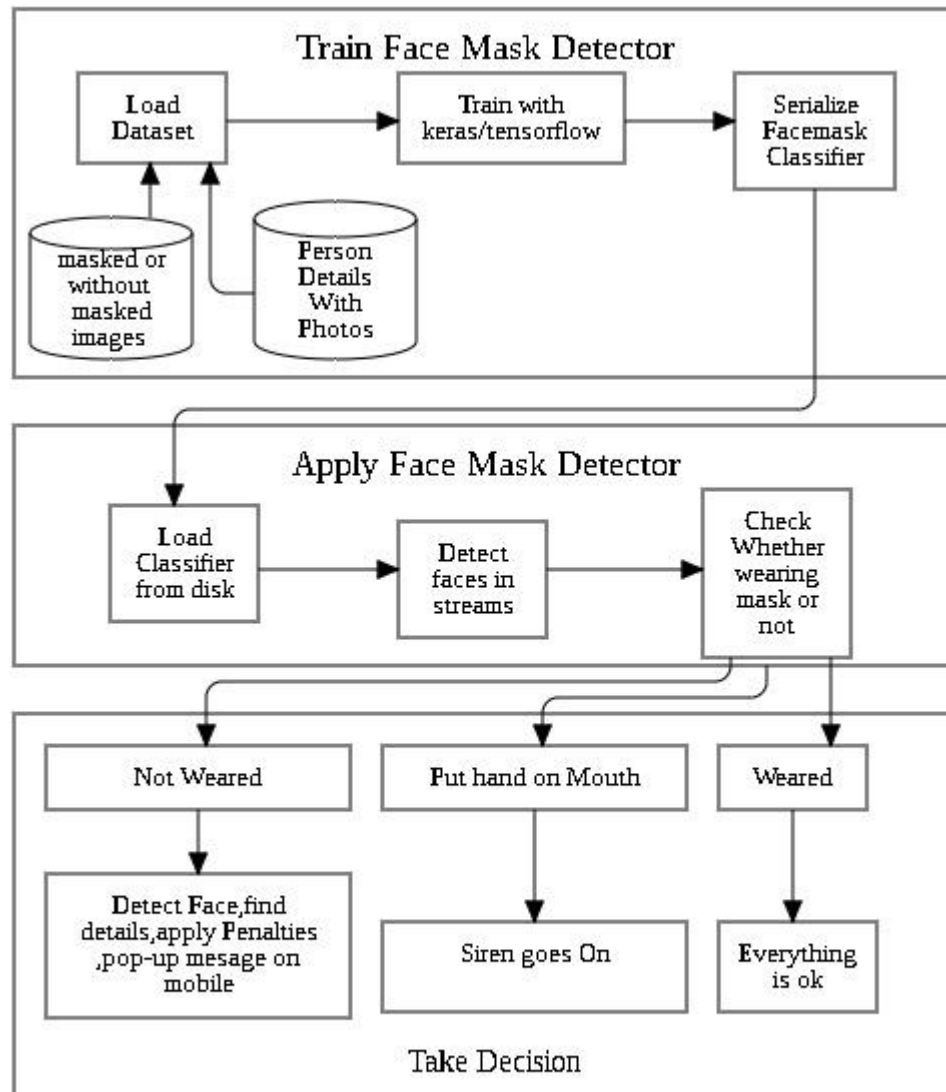 Train Face Mask Detector
Load
Dataset
Train with
keras/tensorflow
Serialize
Facemask
Classifier
masked or
without
masked
images
Person
Details
With
Photos
Apply Face Mask Detector
Load
Classifier
from disk
Detect
faces in
streams
Check
Whether
wearing
mask or
not
Not Weared
Put hand on Mouth
Weared
Detect Face,find
details,apply Penalties
,pop-up mesage on
mobile
Siren goes On
Everything
is ok
Take Decision